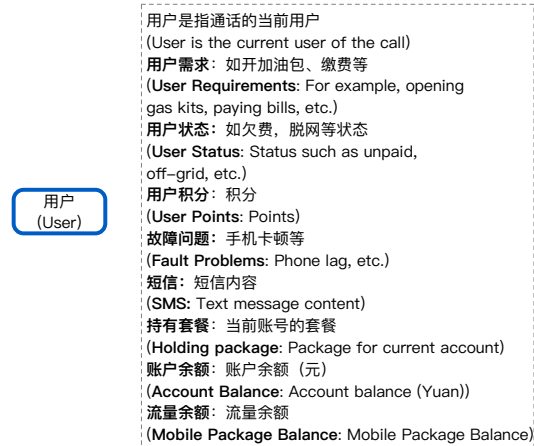 用户
(User)
用户是指通话的当前用户
(User is the current user of the call)
用户需求：如开加油包、缴费等
(User Requirements: For example, opening
gas kits, paying bills, etc.)
用户状态：如欠费，脱网等状态
(User Status: Status such as unpaid,
off-grid, etc.)
用户积分：积分
(User Points: Points)
故障问题：手机卡顿等
(Fault Problems: Phone lag, etc.)
短信：短信内容
(SMS: Text message content)
持有套餐：当前账号的套餐
(Holding package: Package for current account)
账户余额：账户余额（元）
(Account Balance: Account balance (Yuan))
流量余额：流量余额
(Mobile Package Balance: Mobile Package Balance)